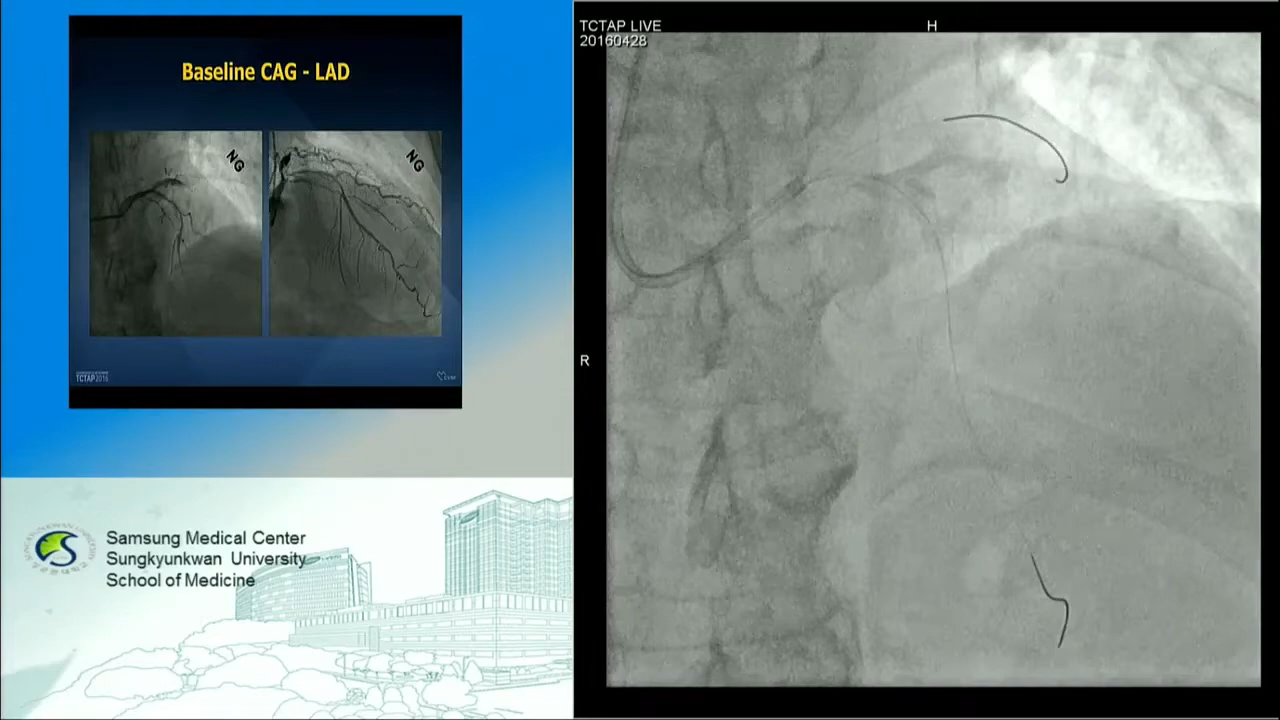 Baseline CAG - LAD
NG
NG
TCTAP2016
Samsung Medical Center
Sungkyunkwan University
School of Medicine
TCTAP LIVE
20160428
H
R